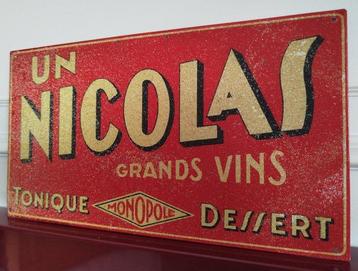 UN
NICOLAS
GRANDS VINS
TONIQUE MONOPOLE DESSERT